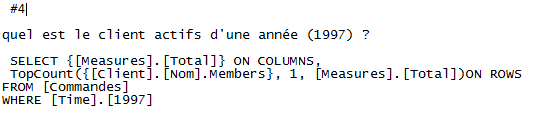 #4
quel est le client actifs d'une année (1997) ?
SELECT {[Measures].[Total]} ON COLUMNS,
TopCount({[Client].[Nom].Members}, 1, [Measures].[Total])ON ROWS
FROM [Commandes]
WHERE [Time].[1997]